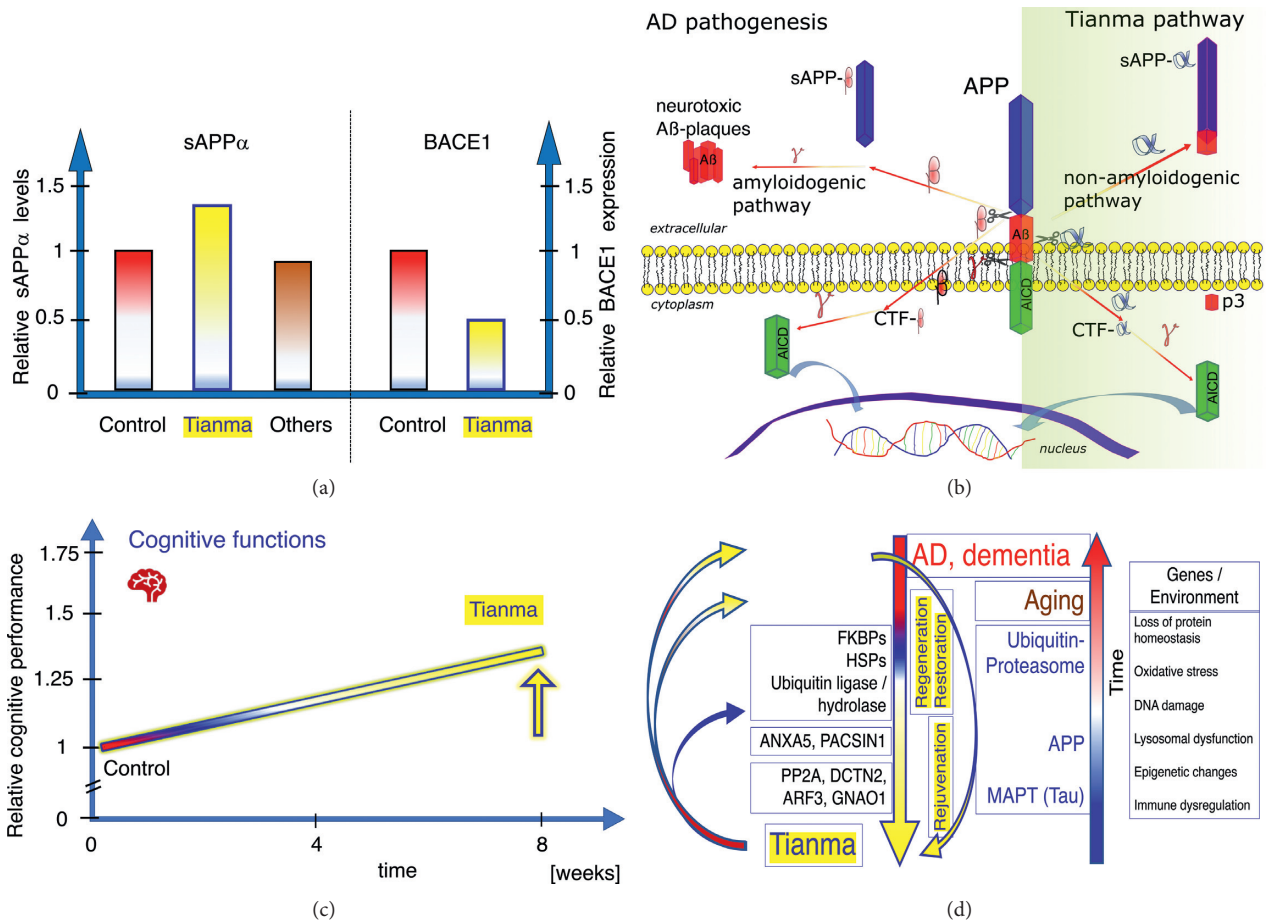 sAPPα
BACE1
Relative sAPPα levels
1.5
1
0.5
0
1.5
1
0.5
0
Relative BACE1 expression
Control
Tianma
Others
Control
Tianma
(a)
AD pathogenesis
Tianma pathway
sAPP-
APP
sAPP-α
neurotoxic
Aß-plaques
Aß
γ
amyloidogenic
pathway
α
non-amyloidogenic
pathway
extracellular
Aß
α
γ
cytoplasm
AICD
p3
γ
CTF-
α
CTF-α
γ
AICD
AICD
nucleus
(b)
Relative cognitive performance
Cognitive functions
1.75
1.5
1.25
1
0
Tianma
Control
0
4
8
time
[weeks]
(c)
AD, dementia
Aging
Ubiquitin-
Proteasome
APP
MAPT (Tau)
FKBPs
HSPs
Ubiquitin ligase /
hydrolase
ANXA5, PACSIN1
PP2A, DCTN2,
ARF3, GNAO1
Tianma
Regeneration
Restoration
Rejuvenation
Time
Genes /
Environment
Loss of protein
homeostasis
Oxidative stress
DNA damage
Lysosomal dysfunction
Epigenetic changes
Immune dysregulation
(d)